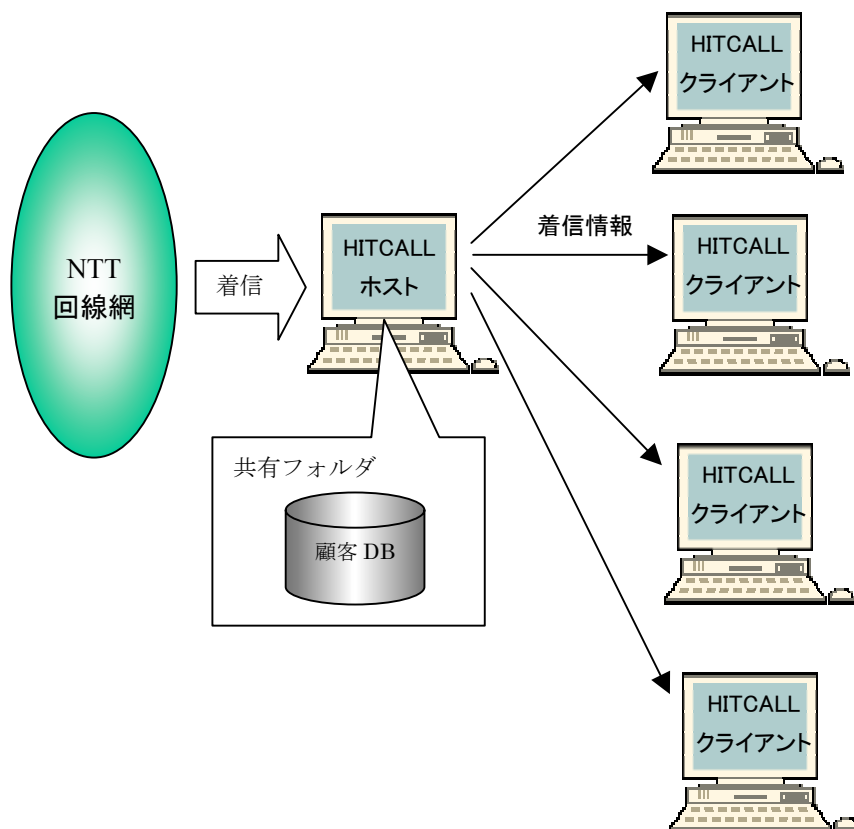 HITCALL
クライアント
NTT
回線網
着信
HITCALL
ホスト
着信情報
HITCALL
クライアント
共有フォルダ
顧客 DB
HITCALL
クライアント
HITCALL
クライアント